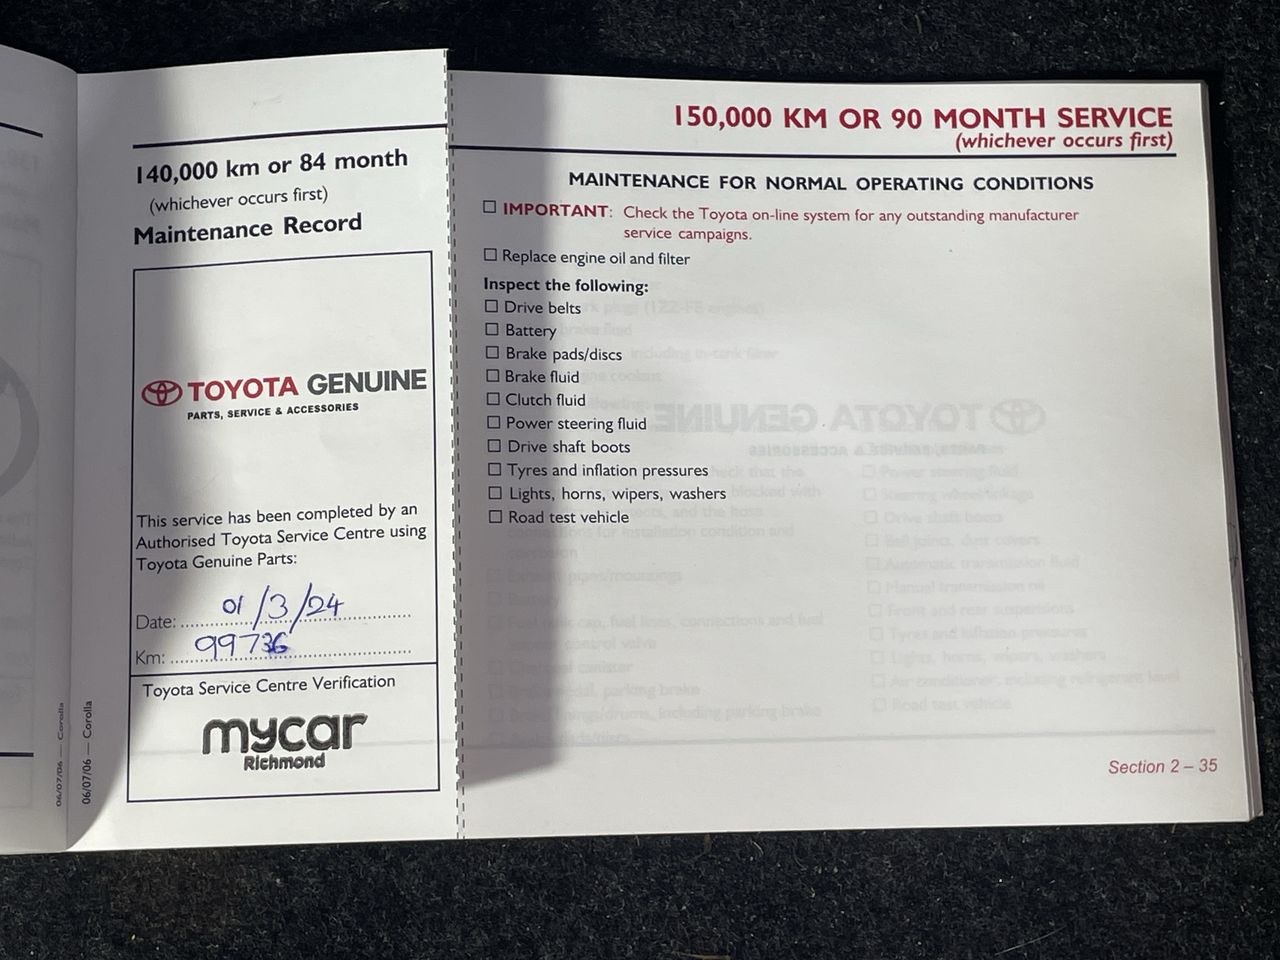 140,000 km or 84 month
(whichever occurs first)
Maintenance Record
TOYOTA GENUINE
PARTS, SERVICE & ACCESSORIES
This service has been completed by an
Authorised Toyota Service Centre using
Toyota Genuine Parts:
Date: 01/3/24
Km: 99736
Toyota Service Centre Verification
mycar
Richmond
06/07/06 — Corolla
06/07/06 — Corolla
150,000 KM OR 90 MONTH SERVICE
(whichever occurs first)
MAINTENANCE FOR NORMAL OPERATING CONDITIONS
☐ IMPORTANT: Check the Toyota on-line system for any outstanding manufacturer
service campaigns.
☐ Replace engine oil and filter
Inspect the following:
☐ Drive belts
☐ Battery
☐ Brake pads/discs
☐ Brake fluid
☐ Clutch fluid
☐ Power steering fluid
☐ Drive shaft boots
☐ Tyres and inflation pressures
☐ Lights, horns, wipers, washers
☐ Road test vehicle
Section 2 – 35